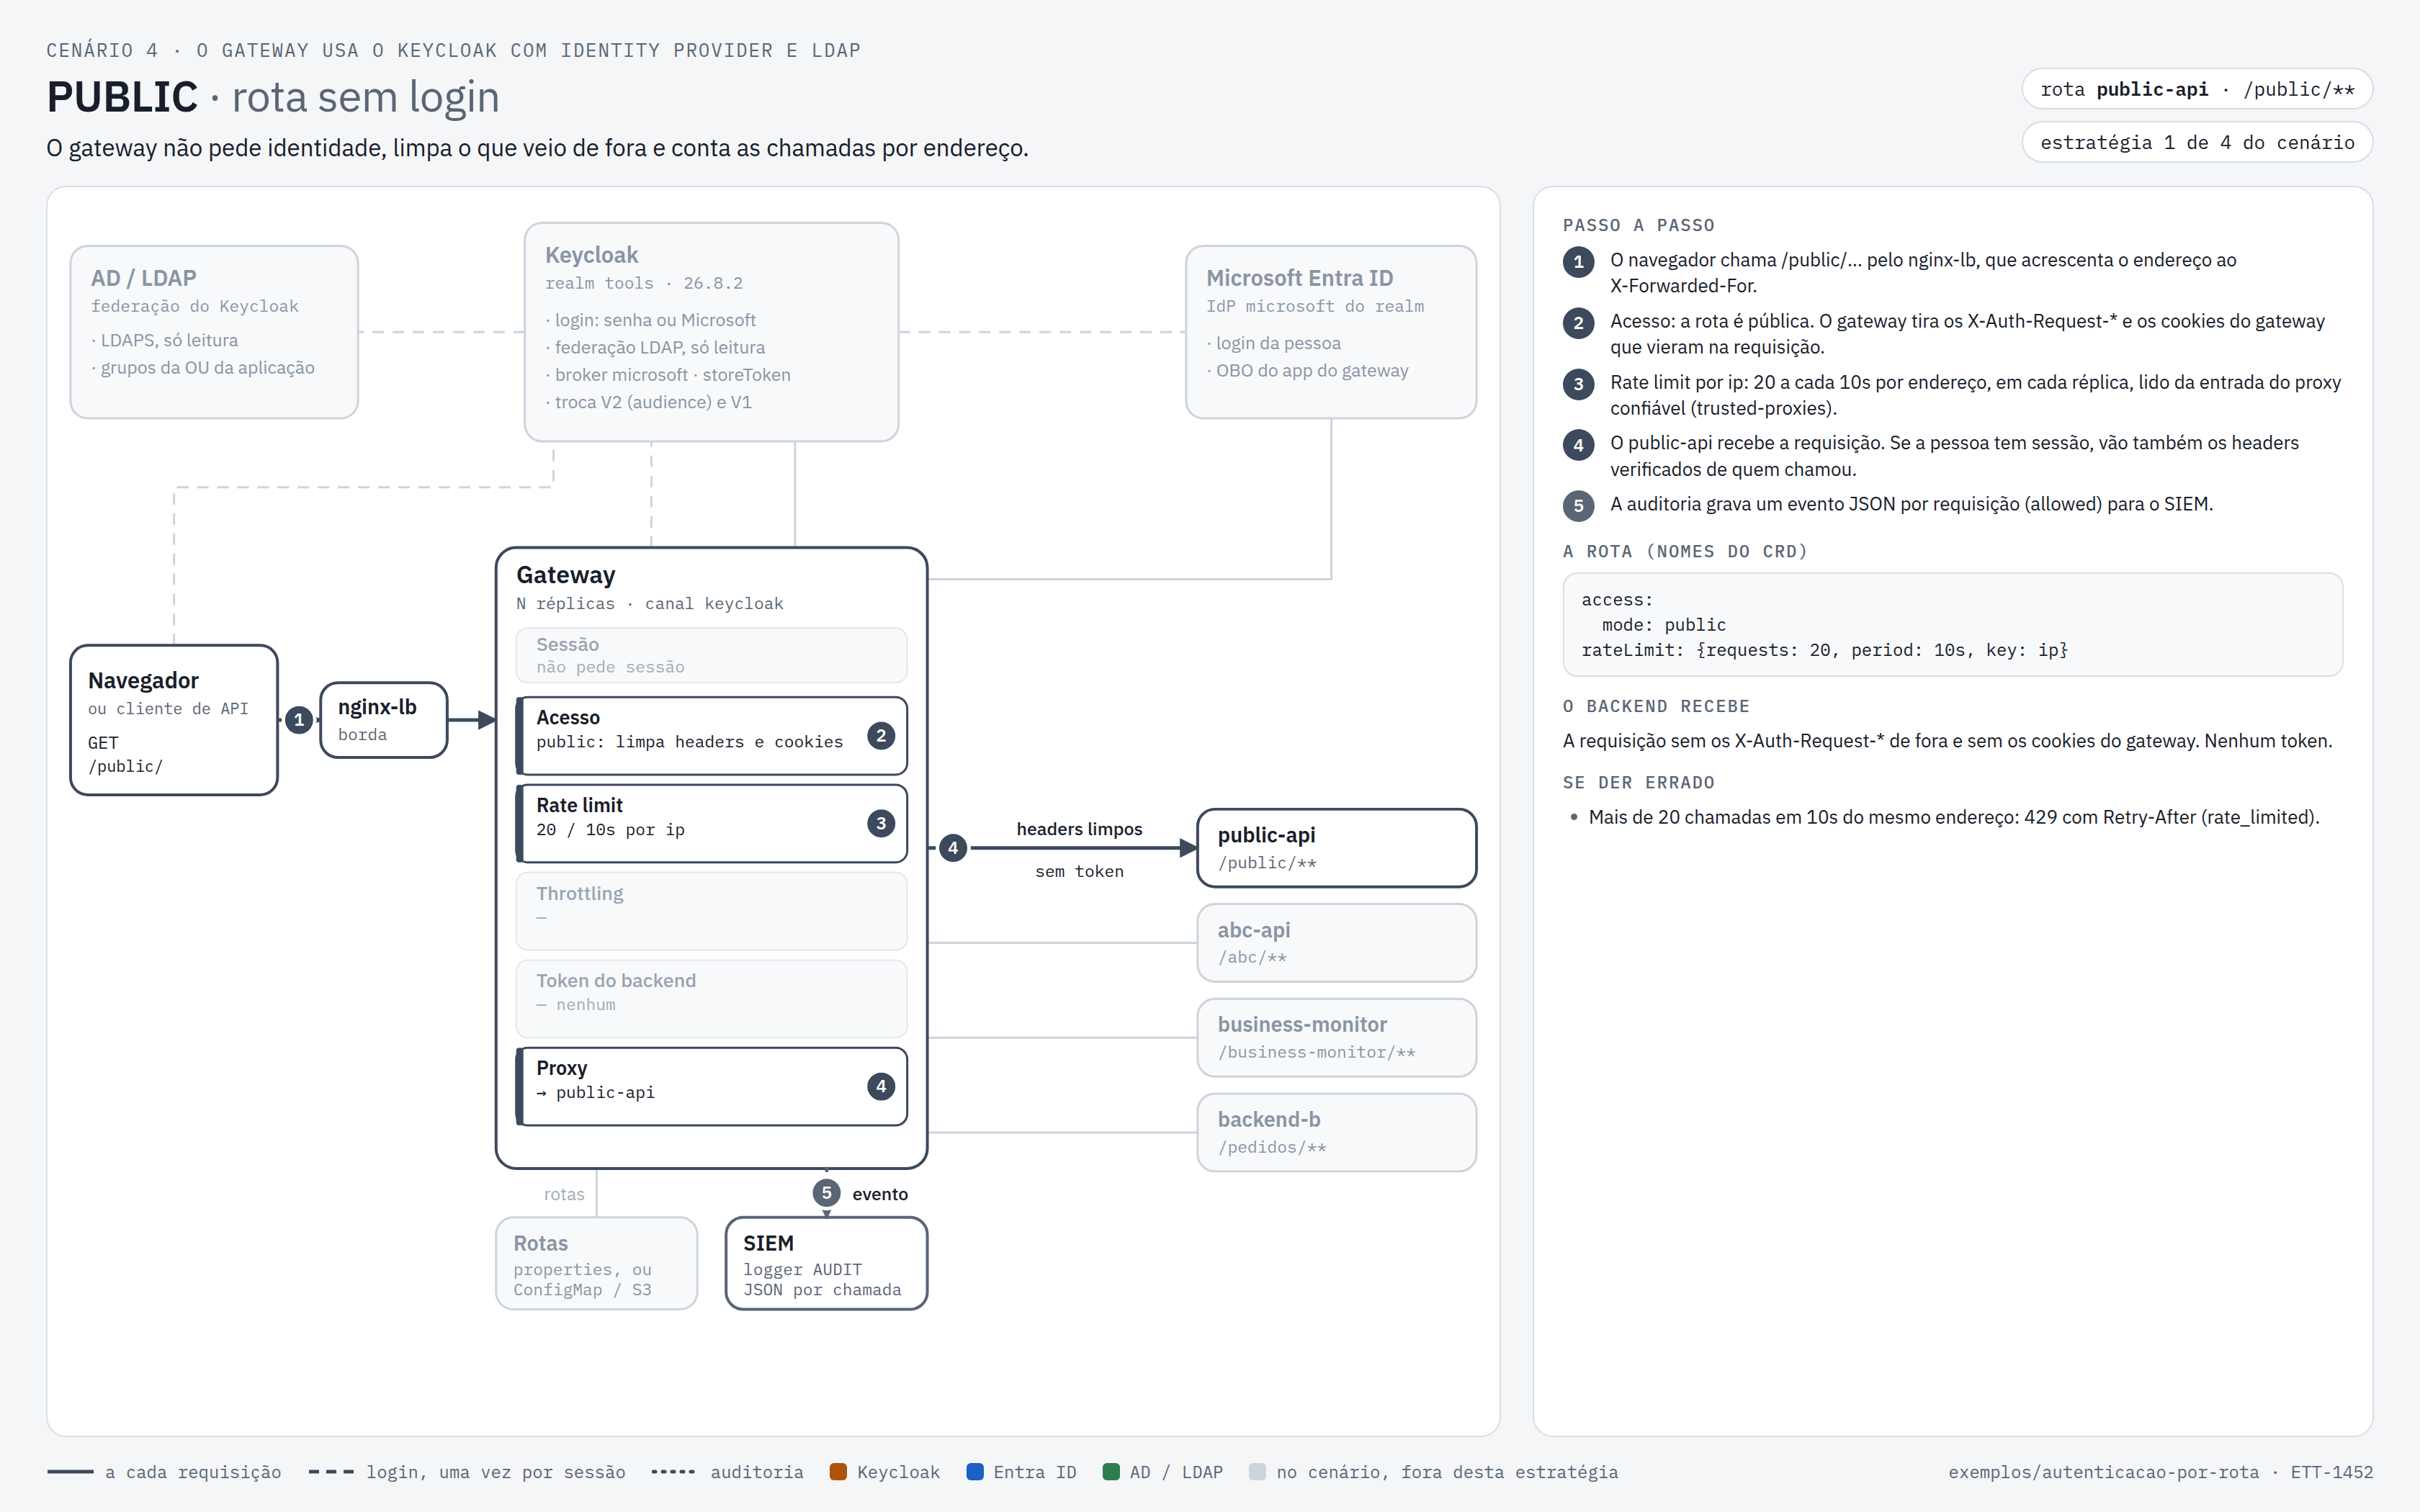 CENÁRIO 4 · O GATEWAY USA O KEYCLOAK COM IDENTITY PROVIDER E LDAP
PUBLIC · rota sem login
O gateway não pede identidade, limpa o que veio de fora e conta as chamadas por endereço.
rota public-api · /public/**
estratégia 1 de 4 do cenário
AD / LDAP
federação do Keycloak
· LDAPS, só leitura
· grupos da OU da aplicação
Keycloak
realm tools · 26.8.2
· login: senha ou Microsoft
· federação LDAP, só leitura
· broker microsoft · storeToken
· troca V2 (audience) e V1
Microsoft Entra ID
IdP microsoft do realm
· login da pessoa
· OBO do app do gateway
Navegador
ou cliente de API
GET
/public/
1
nginx-lb
borda
Gateway
N réplicas · canal keycloak
Sessão
não pede sessão
Acesso
public: limpa headers e cookies
2
Rate limit
20 / 10s por ip
3
Throttling
—
Token do backend
— nenhum
Proxy
→ public-api
4
4
headers limpos
sem token
public-api
/public/**
abc-api
/abc/**
business-monitor
/business-monitor/**
backend-b
/pedidos/**
rotas
5
evento
Rotas
properties, ou
ConfigMap / S3
SIEM
logger AUDIT
JSON por chamada
PASSO A PASSO
1 O navegador chama /public/... pelo nginx-lb, que acrescenta o endereço ao
X-Forwarded-For.
2 Acesso: a rota é pública. O gateway tira os X-Auth-Request-* e os cookies do gateway
que vieram na requisição.
3 Rate limit por ip: 20 a cada 10s por endereço, em cada réplica, lido da entrada do proxy
confiável (trusted-proxies).
4 O public-api recebe a requisição. Se a pessoa tem sessão, vão também os headers
verificados de quem chamou.
5 A auditoria grava um evento JSON por requisição (allowed) para o SIEM.
A ROTA (NOMES DO CRD)
access:
  mode: public
rateLimit: {requests: 20, period: 10s, key: ip}
O BACKEND RECEBE
A requisição sem os X-Auth-Request-* de fora e sem os cookies do gateway. Nenhum token.
SE DER ERRADO
• Mais de 20 chamadas em 10s do mesmo endereço: 429 com Retry-After (rate_limited).
a cada requisição
login, uma vez por sessão
auditoria
Keycloak
Entra ID
AD / LDAP
no cenário, fora desta estratégia
exemplos/autenticacao-por-rota · ETT-1452